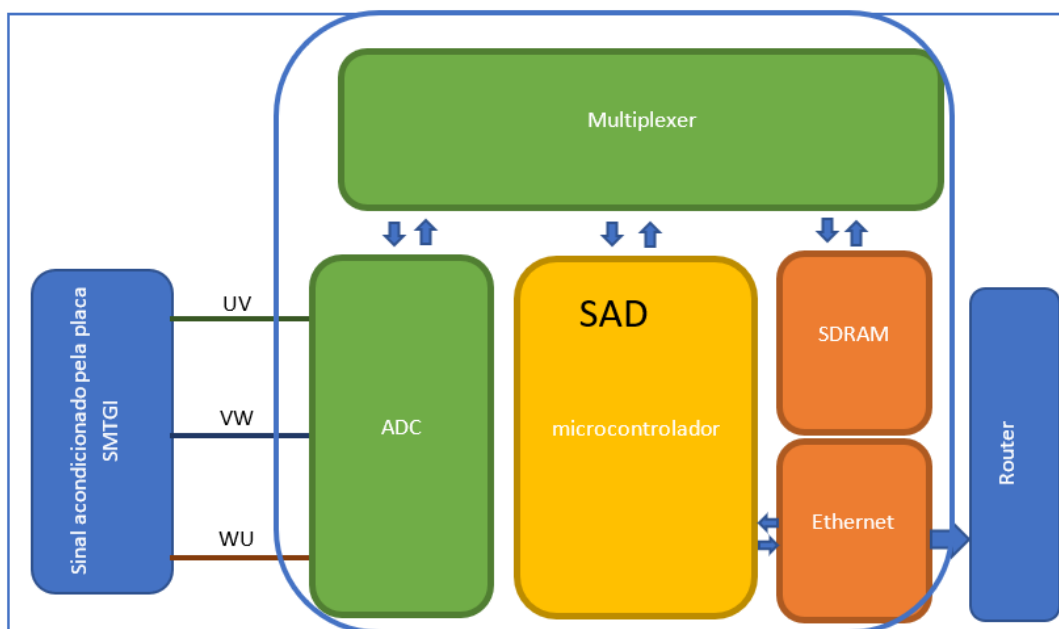 Multiplexer
Sinal acondicionado pela placa
SMTGI
UV
VW
WU
ADC
SAD
microcontrolador
SDRAM
Ethernet
Router